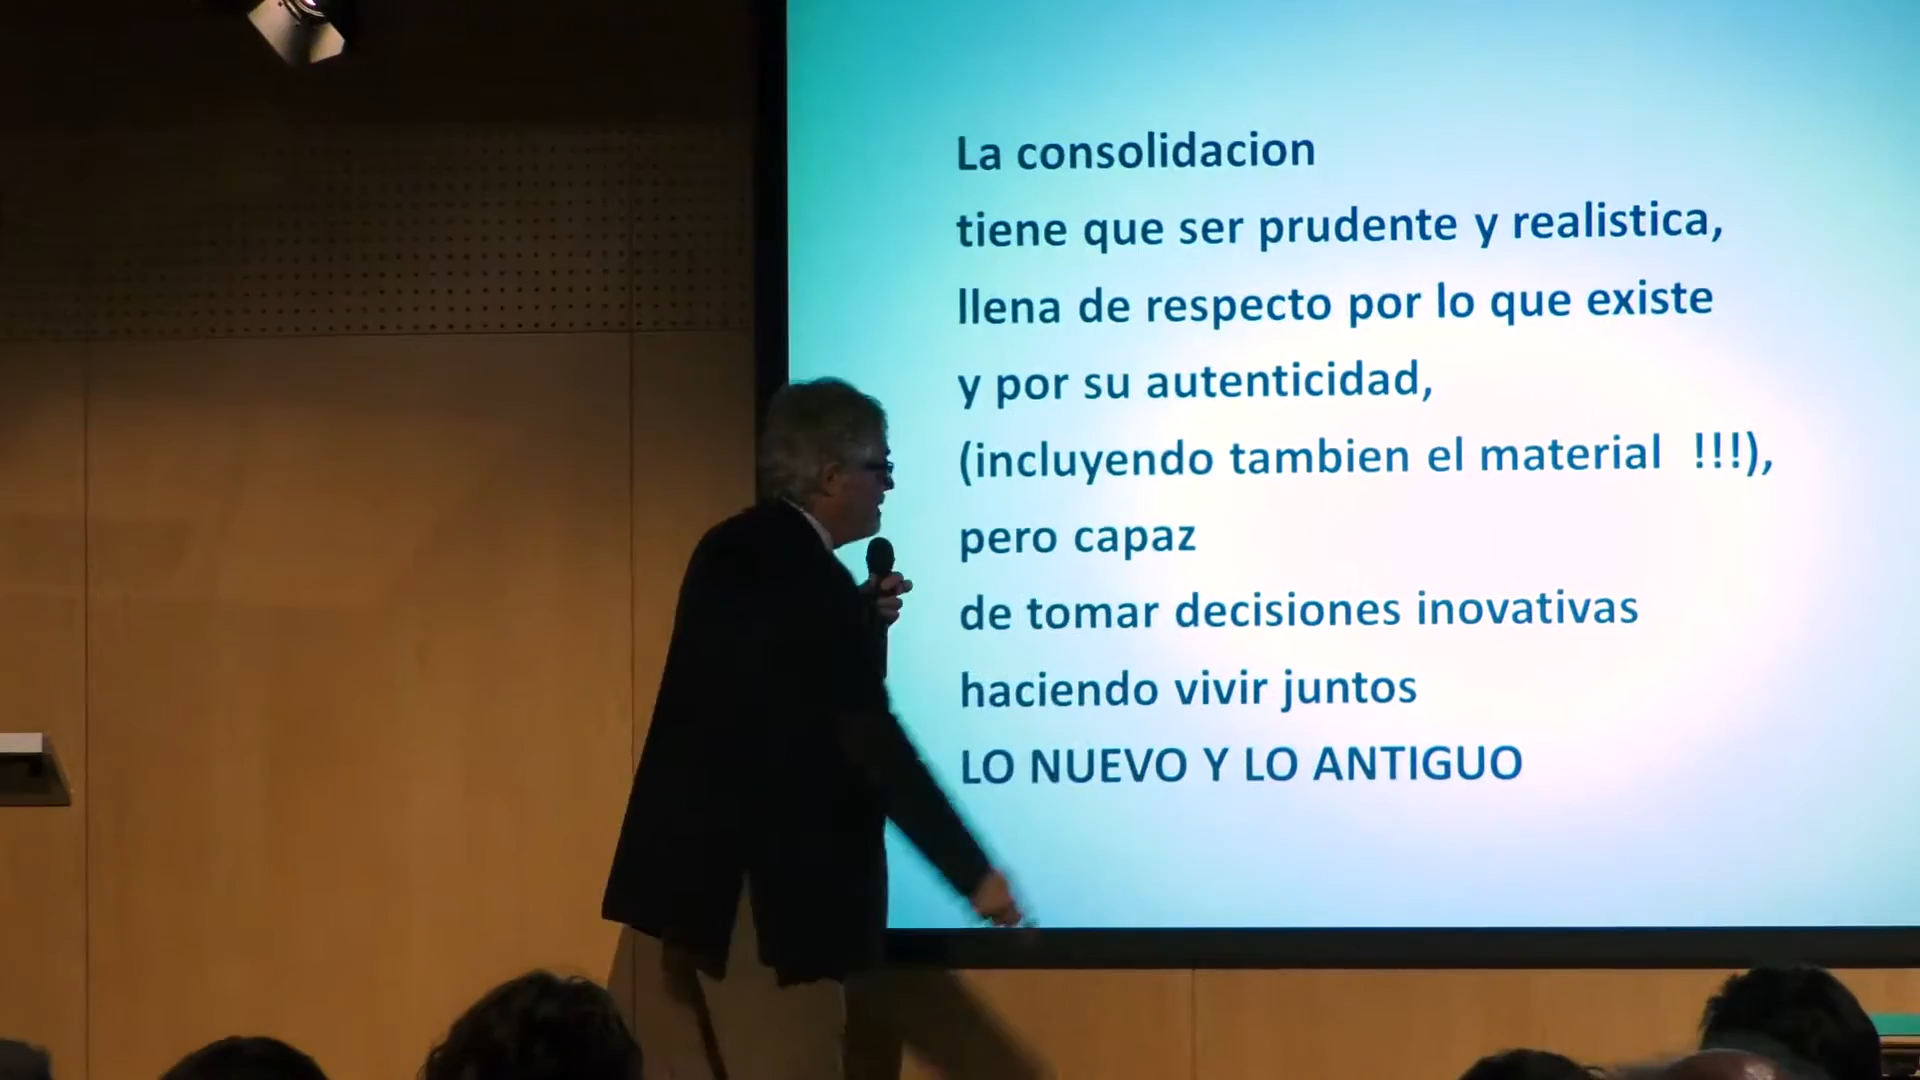 La consolidacion
tiene que ser prudente y realistica,
llena de respecto por lo que existe
y por su autenticidad,
(incluyendo tambien el material !!!),
pero capaz
de tomar decisiones inovativas
haciendo vivir juntos
LO NUEVO Y LO ANTIGUO